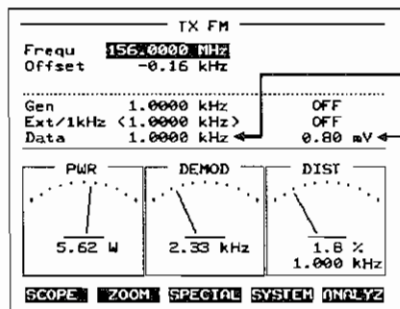 TX FM
Frequ 156.0000 MHz
Offset -0.16 kHz
Gen 1.0000 kHz OFF
Ext/1kHz <1.0000 kHz> OFF
Data 1.0000 kHz 0.80 mV
PWR DEMOD DIST
5.62 W 2.33 kHz 1.8 %
1.000 kHz
SCOPE ZOOM SPECIAL SYSTEM ANALYZ